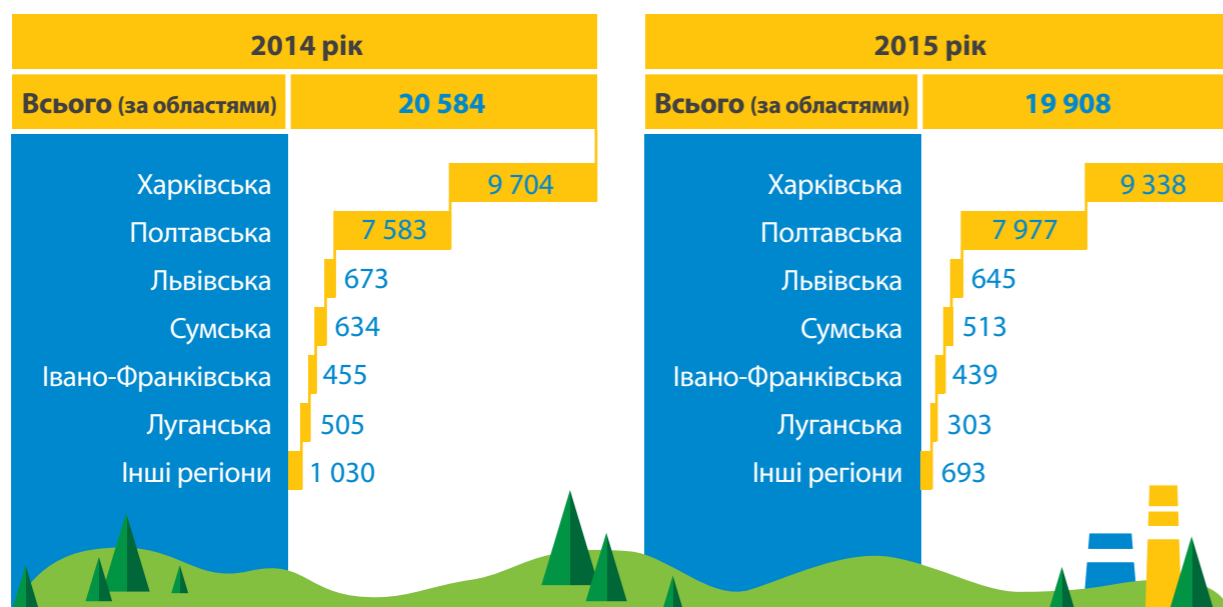 2014 рік
Всього (за областями) 20 584
Харківська 9 704
Полтавська 7 583
Львівська 673
Сумська 634
Івано-Франківська 455
Луганська 505
Інші регіони 1 030
2015 рік
Всього (за областями) 19 908
Харківська 9 338
Полтавська 7 977
Львівська 645
Сумська 513
Івано-Франківська 439
Луганська 303
Інші регіони 693